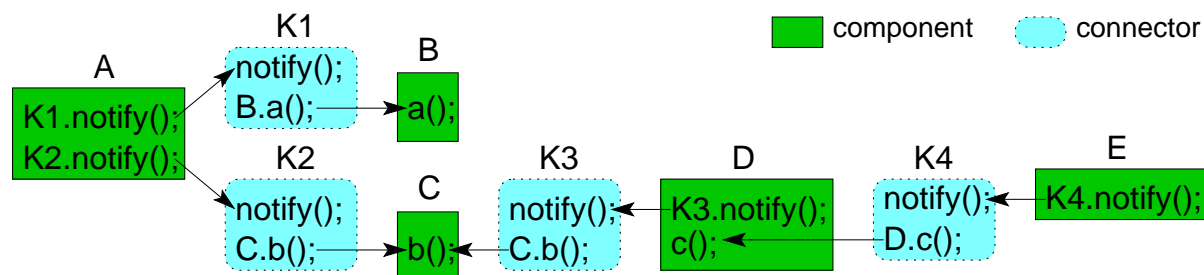 K1
component
connector
A
notify();
B.a();
B
a();
K1.notify();
K2.notify();
K2
notify();
C.b();
C
b();
K3
notify();
C.b();
D
K3.notify();
c();
K4
notify();
D.c();
E
K4.notify();